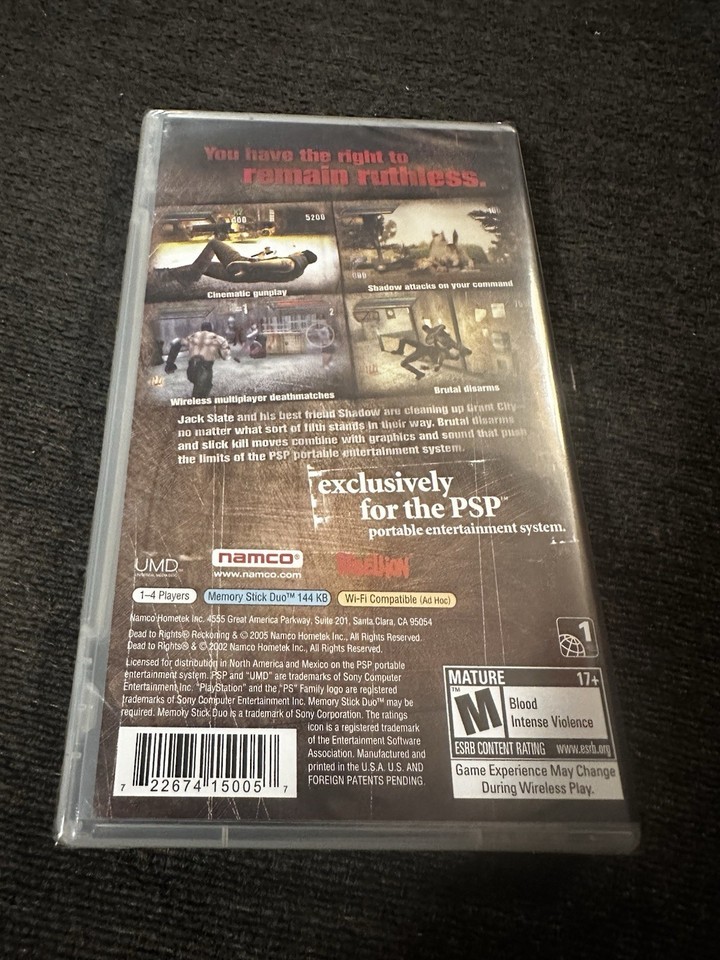 You have the right to
remain ruthless.
5200
Cinematic gunplay
Shadow attacks on your command
1
2
Wireless multiplayer deathmatches
Brutal disarms
Jack Slate and his best friend Shadow are cleaning up Grant City—
no matter what sort of filth stands in their way. Brutal disarms
and slick kill moves combine with graphics and sound that push
the limits of the PSP portable entertainment system.
exclusively
for the PSP™
portable entertainment system.
UMD
namco®
www.namco.com
Rebellion
1–4 Players
Memory Stick Duo™ 144 KB
Wi-Fi Compatible (Ad Hoc)
Namco Hometek Inc. 4555 Great America Parkway, Suite 201, Santa Clara, CA 95054
Dead to Rights® Reckoning & © 2005 Namco Hometek Inc., All Rights Reserved.
Dead to Rights® & © 2002 Namco Hometek Inc., All Rights Reserved.
Licensed for distribution in North America and Mexico on the PSP portable
entertainment system. PSP and "UMD" are trademarks of Sony Computer
Entertainment Inc. "PlayStation" and the "PS" Family logo are registered
trademarks of Sony Computer Entertainment Inc. Memory Stick Duo™ may be
required. Memory Stick Duo is a trademark of Sony Corporation. The ratings
icon is a registered trademark
of the Entertainment Software
Association. Manufactured and
printed in the U.S.A. U.S. AND
FOREIGN PATENTS PENDING.
7 22674 15005 7
1
MATURE 17+
M
™
Blood
Intense Violence
ESRB CONTENT RATING www.esrb.org
Game Experience May Change
During Wireless Play.